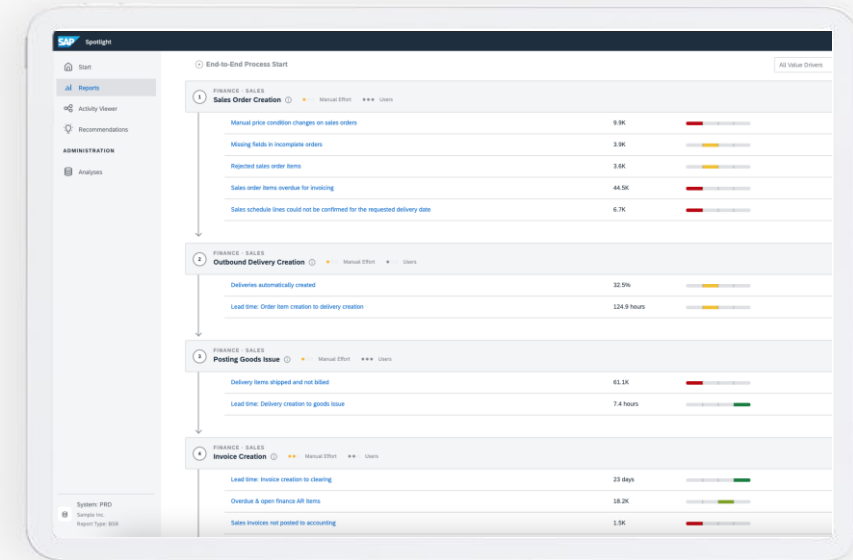 SAP Spotlight
Start
Reports
Activity Viewer
Recommendations
ADMINISTRATION
Analyses
System: PRD
Sample Inc.
Report Type: BSR
End-to-End Process Start
All Value Drivers
1
FINANCE - SALES
Sales Order Creation Manual Effort Users
Manual price condition changes on sales orders 9.9K
Missing fields in incomplete orders 3.9K
Rejected sales order items 3.6K
Sales order items overdue for invoicing 44.5K
Sales schedule lines could not be confirmed for the requested delivery date 6.7K
2
FINANCE - SALES
Outbound Delivery Creation Manual Effort Users
Deliveries automatically created 32.5%
Lead time: Order item creation to delivery creation 124.9 hours
3
FINANCE - SALES
Posting Goods Issue Manual Effort Users
Delivery items shipped and not billed 61.1K
Lead time: Delivery creation to goods issue 7.4 hours
4
FINANCE - SALES
Invoice Creation Manual Effort Users
Lead time: Invoice creation to clearing 23 days
Overdue & open finance AR items 18.2K
Sales invoices not posted to accounting 1.5K